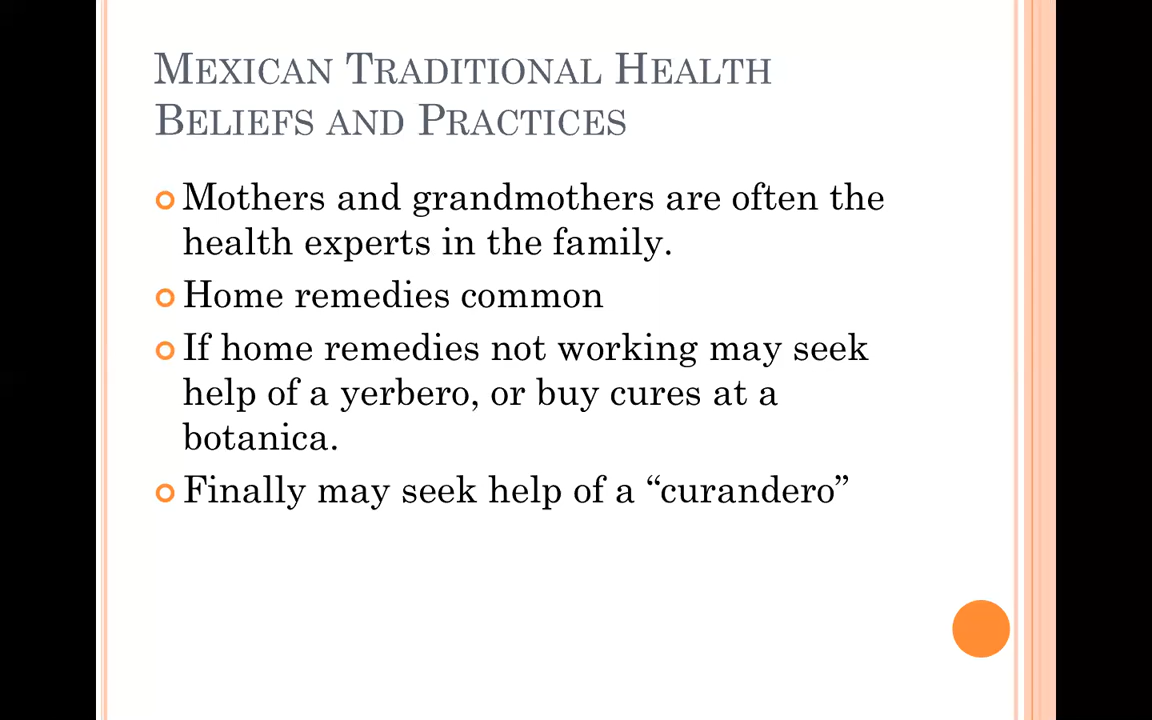 Mexican Traditional Health
Beliefs and Practices
Mothers and grandmothers are often the
health experts in the family.
Home remedies common
If home remedies not working may seek
help of a yerbero, or buy cures at a
botanica.
Finally may seek help of a “curandero”